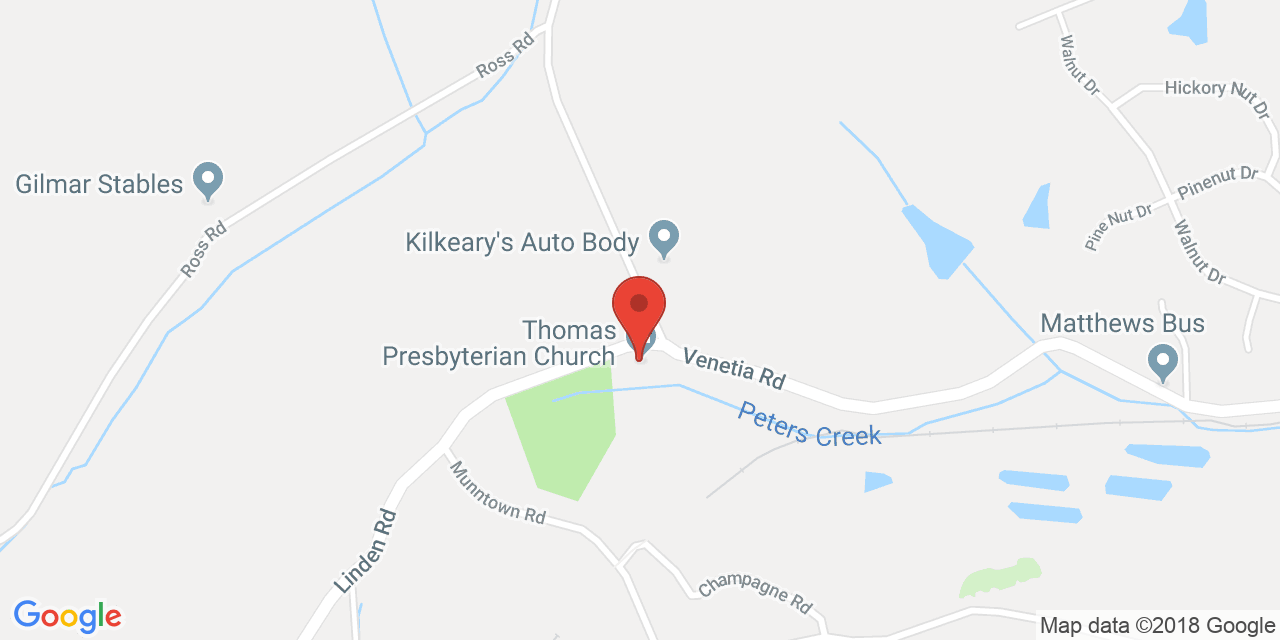 Ross Rd
Walnut Dr
Hickory Nut Dr
Gilmar Stables
Pinenut Dr
Pine Nut Dr
Ross Rd
Kilkeary's Auto Body
Walnut Dr
Thomas
Presbyterian Church
Matthews Bus
Venetia Rd
Peters Creek
Munntown Rd
Linden Rd
Champagne Rd
Google
Map data ©2018 Google